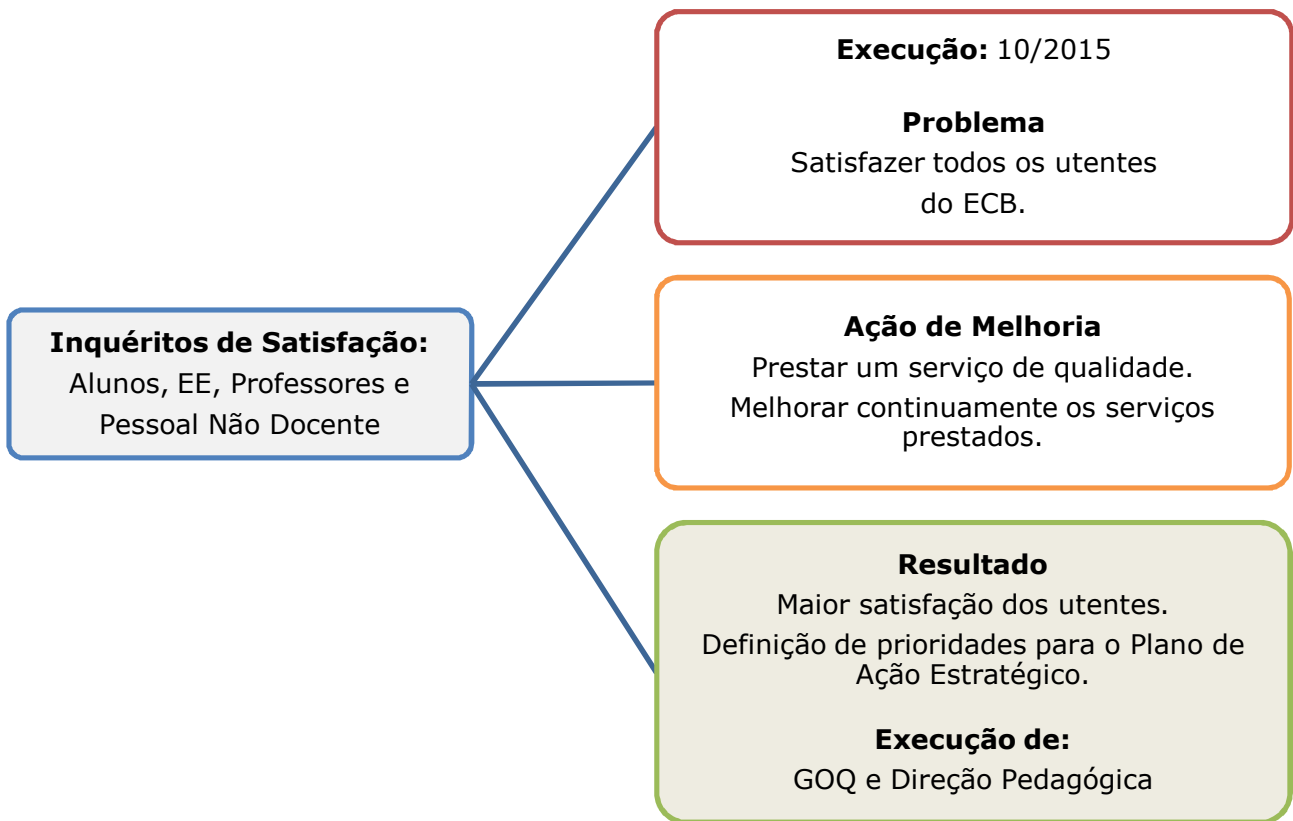 Execução: 10/2015
Problema
Satisfazer todos os utentes
do ECB.
Inquéritos de Satisfação:
Alunos, EE, Professores e
Pessoal Não Docente
Ação de Melhoria
Prestar um serviço de qualidade.
Melhorar continuamente os serviços
prestados.
Resultado
Maior satisfação dos utentes.
Definição de prioridades para o Plano de
Ação Estratégico.
Execução de:
GOQ e Direção Pedagógica